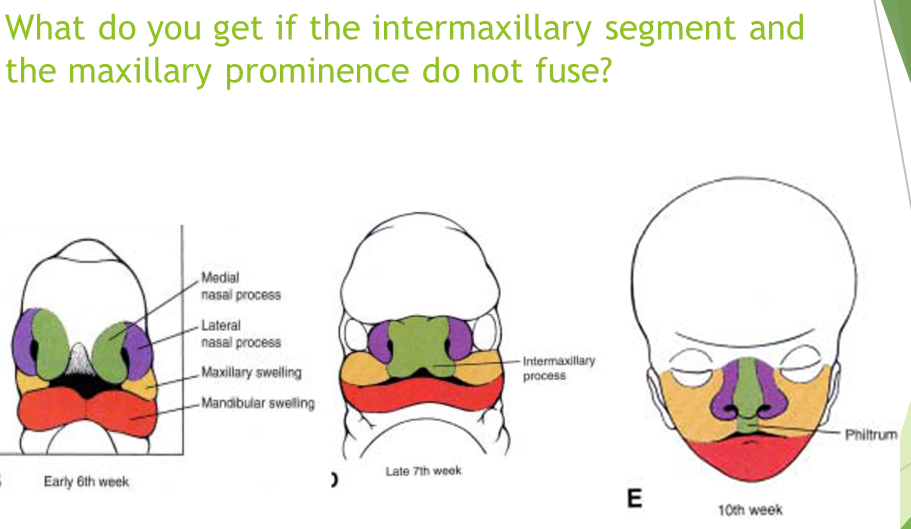 What do you get if the intermaxillary segment and
the maxillary prominence do not fuse?
Medial
nasal process
Lateral
nasal process
Maxillary swelling
Mandibular swelling
Early 6th week
Intermaxillary
process
Late 7th week
Philtrum
E
10th week